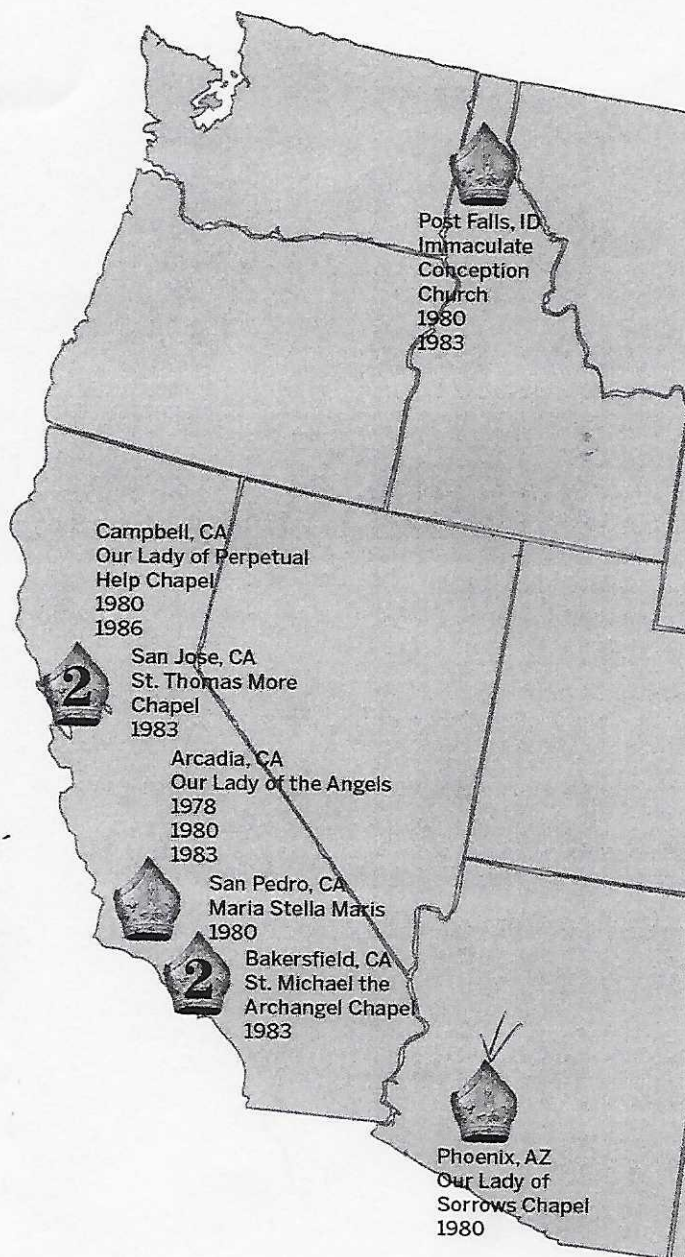 Post Falls, ID
Immaculate
Conception
Church
1980
1983
Campbell, CA
Our Lady of Perpetual
Help Chapel
1980
1986
2
San Jose, CA
St. Thomas More
Chapel
1983
Arcadia, CA
Our Lady of the Angels
1978
1980
1983
San Pedro, CA
Maria Stella Maris
1980
2
Bakersfield, CA
St. Michael the
Archangel Chapel
1983
Phoenix, AZ
Our Lady of
Sorrows Chapel
1980